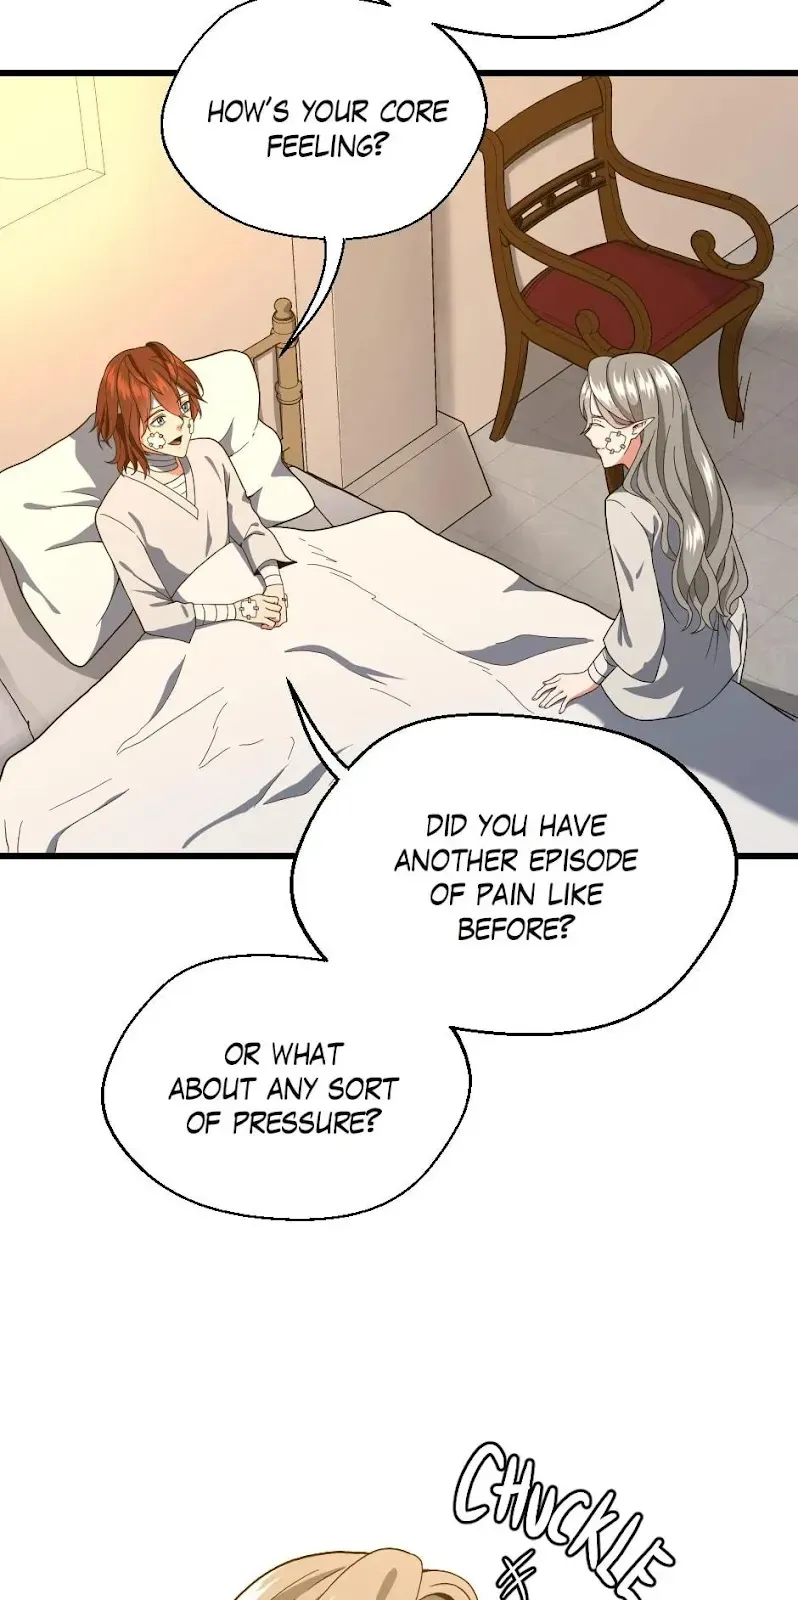 HOW'S YOUR CORE
FEELING?
DID YOU HAVE
ANOTHER EPISODE
OF PAIN LIKE
BEFORE?
OR WHAT
ABOUT ANY SORT
OF PRESSURE?
CHUCKLE